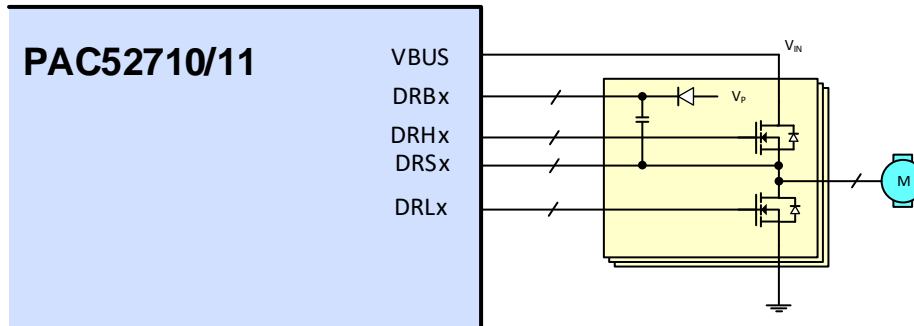 PAC52710/11
VBUS
DRBx
DRHx
DRSx
DRLx
VIN
VP
M